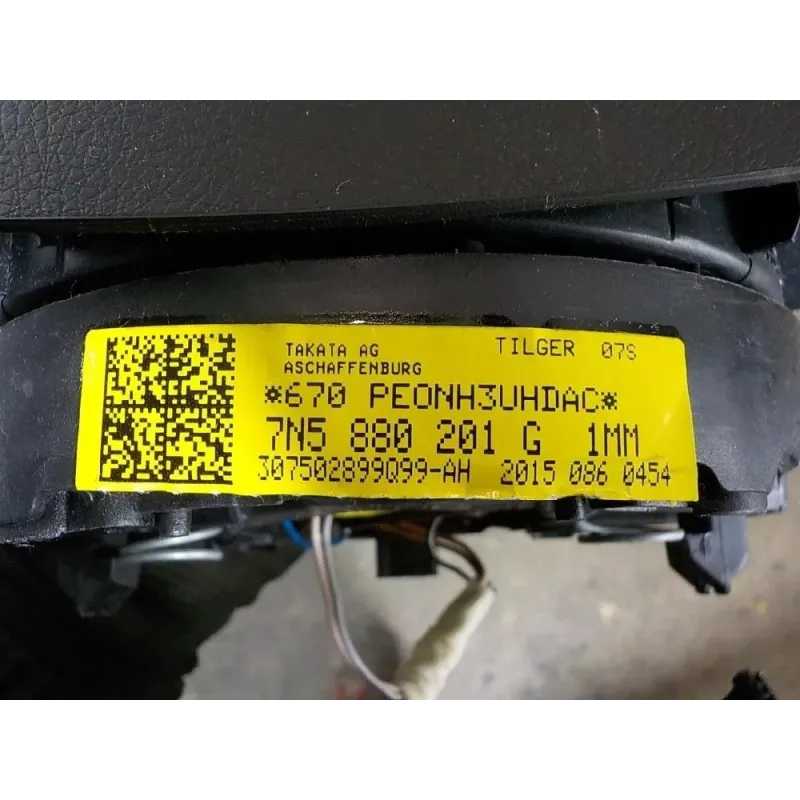 TAKATA AG TILGER 07S
ASCHAFFENBURG
*670 PEONH3UHDAC*
7N5 880 201 G 1MM
307502899Q99-AH 2015 086 0454